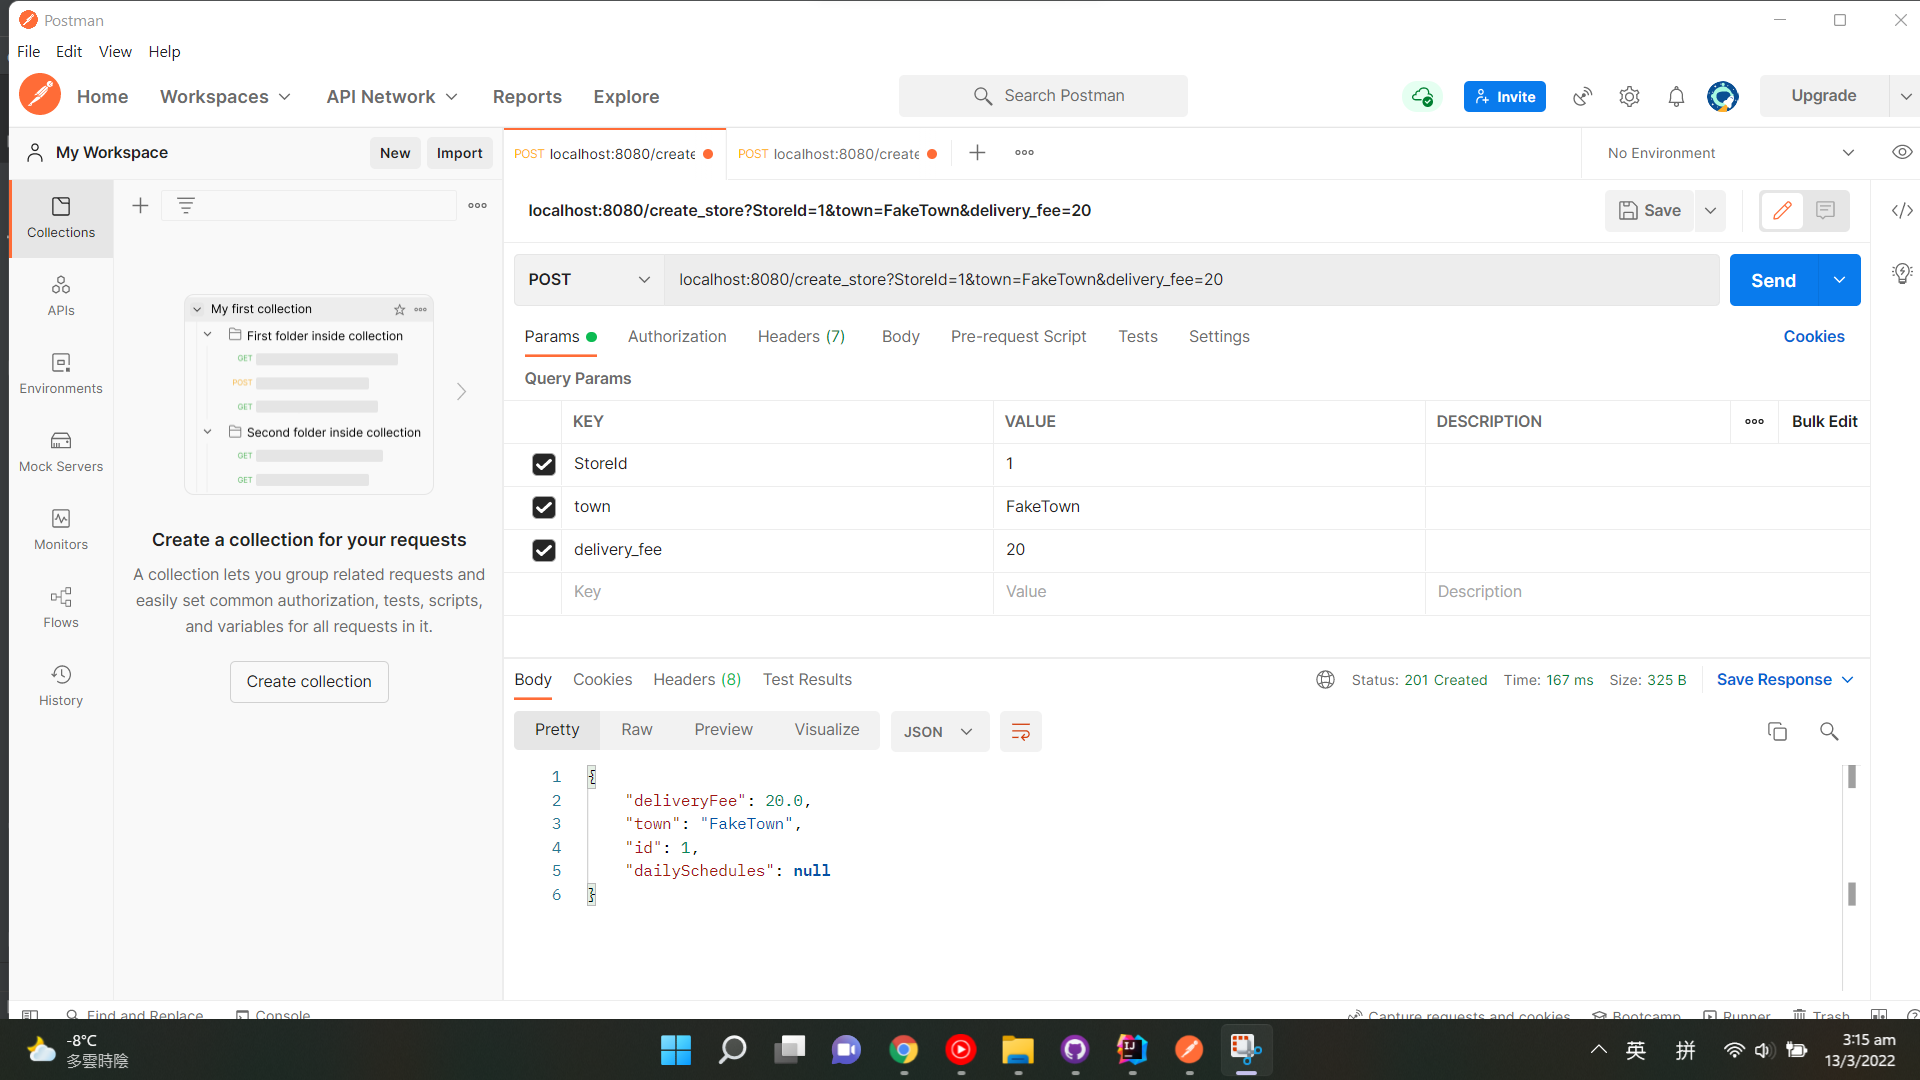 Postman
File Edit View Help
Home Workspaces API Network Reports Explore
Search Postman
Invite
Upgrade
My Workspace
New Import
POST localhost:8080/create
POST localhost:8080/create
No Environment
Collections
APIs
Environments
Mock Servers
Monitors
Flows
History
My first collection
First folder inside collection
GET
POST
GET
Second folder inside collection
GET
GET
Create a collection for your requests
A collection lets you group related requests and
easily set common authorization, tests, scripts,
and variables for all requests in it.
Create collection
localhost:8080/create_store?StoreId=1&town=FakeTown&delivery_fee=20
Save
POST
localhost:8080/create_store?StoreId=1&town=FakeTown&delivery_fee=20
Send
Params Authorization Headers (7) Body Pre-request Script Tests Settings
Cookies
Query Params
KEY VALUE DESCRIPTION Bulk Edit
StoreId 1
town FakeTown
delivery_fee 20
Key Value Description
Body Cookies Headers (8) Test Results
Status: 201 Created Time: 167 ms Size: 325 B Save Response
Pretty Raw Preview Visualize JSON
1 {
2 "deliveryFee": 20.0,
3 "town": "FakeTown",
4 "id": 1,
5 "dailySchedules": null
6 }
Find and Replace Console
Capture requests and cookies Bootcamp Runner Trash
-8°C
多雲時陰
英 拼
3:15 am
13/3/2022